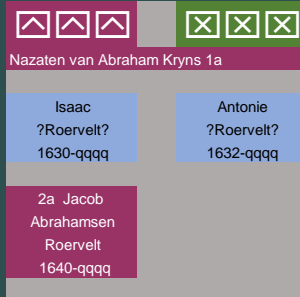 Nazaten van Abraham Kryns 1a
Isaac
?Roervelt?
1630-qqqq
Antonie
?Roervelt?
1632-qqqq
2a Jacob
Abrahamsen
Roervelt
1640-qqqq